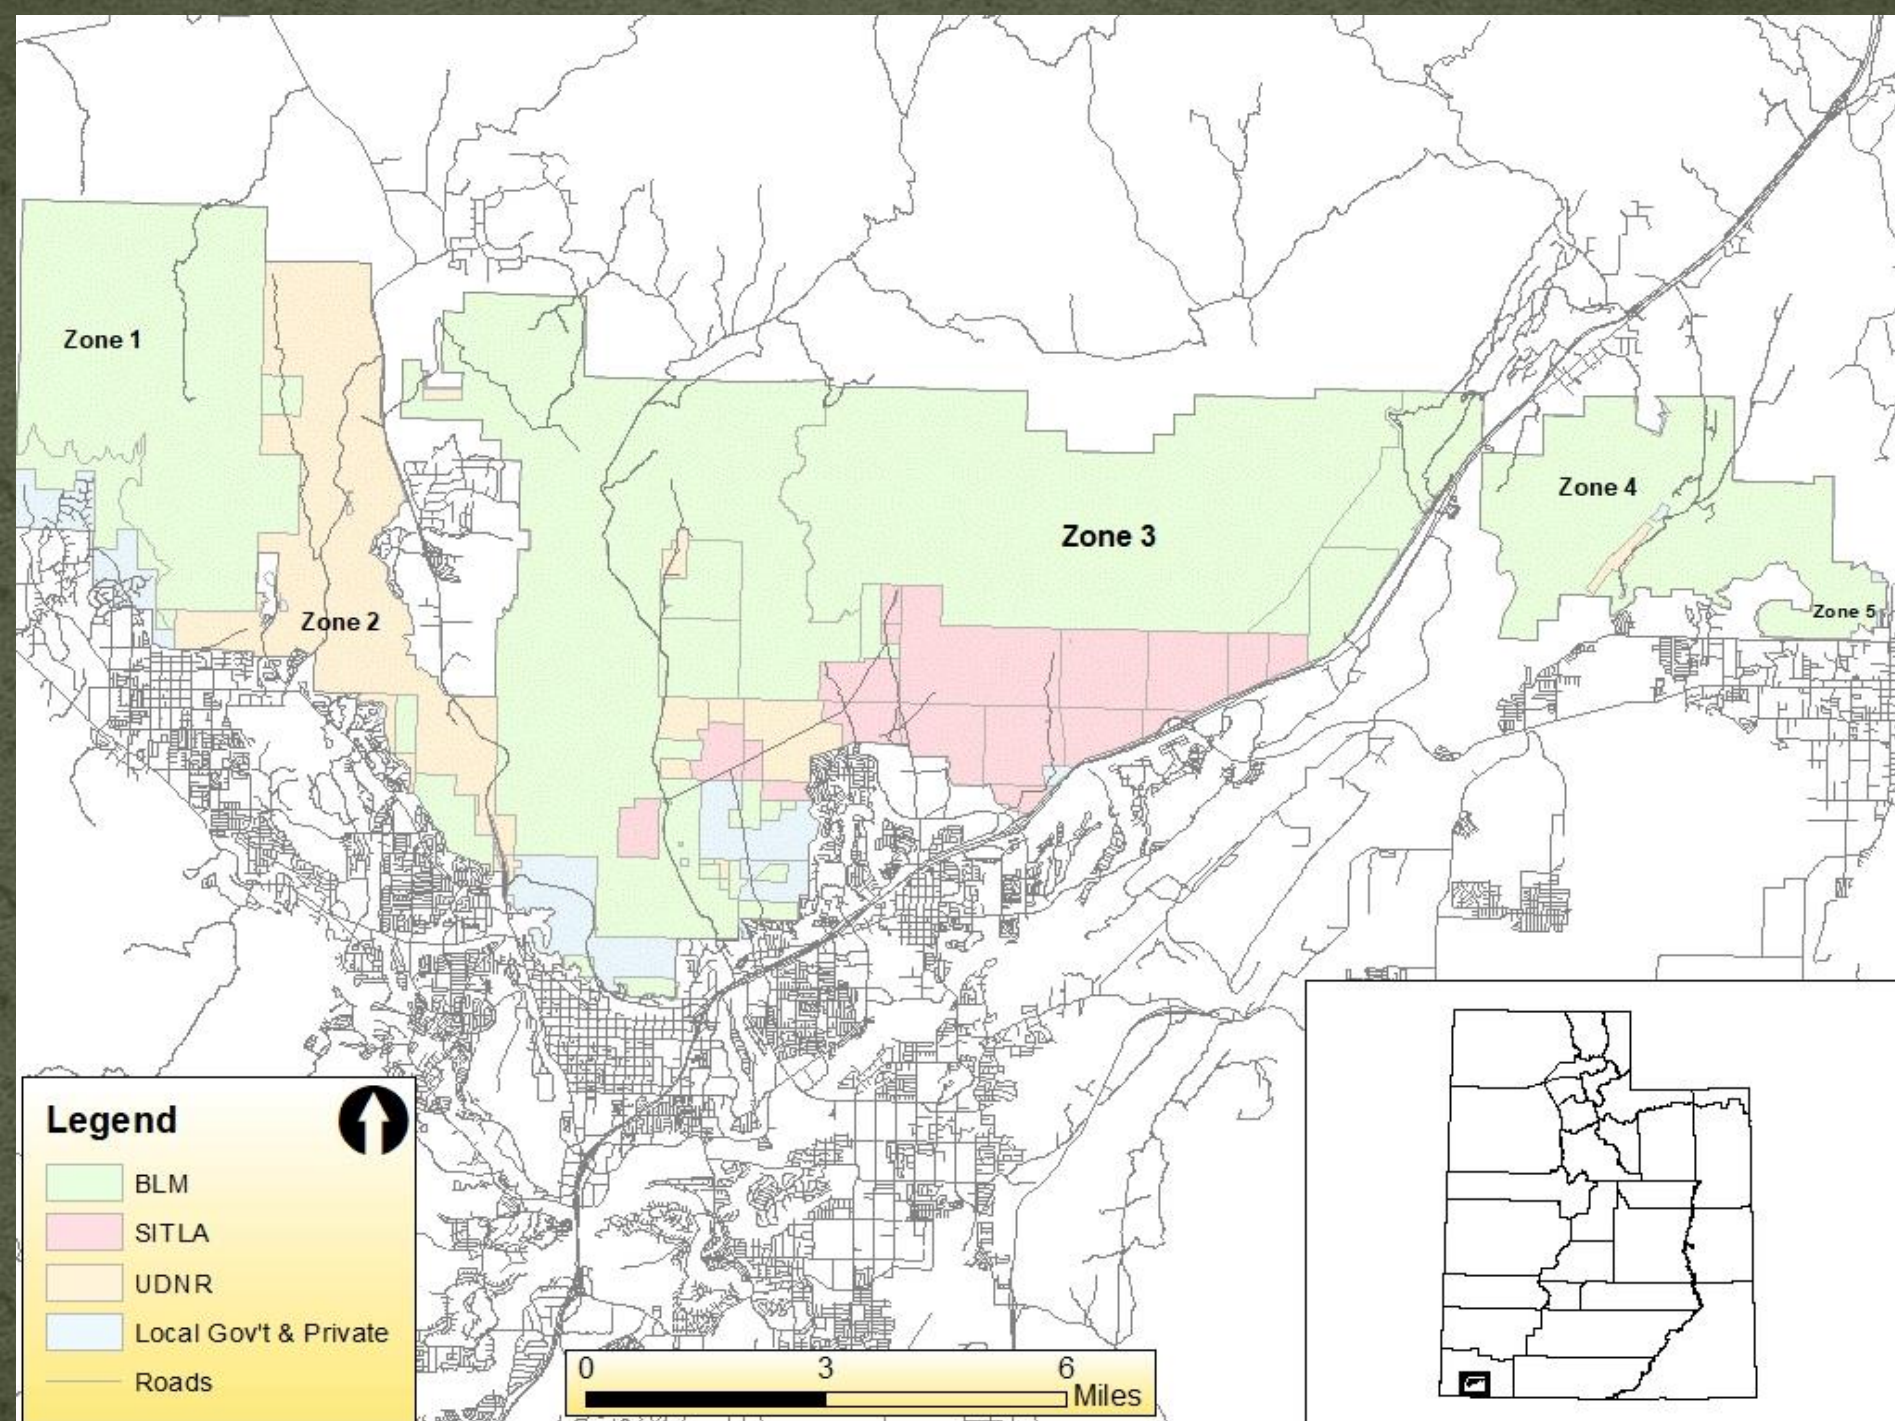 Zone 1
Zone 2
Zone 3
Zone 4
Zone 5
Legend
BLM
SITLA
UDNR
Local Gov't & Private
Roads
0 3 6
Miles